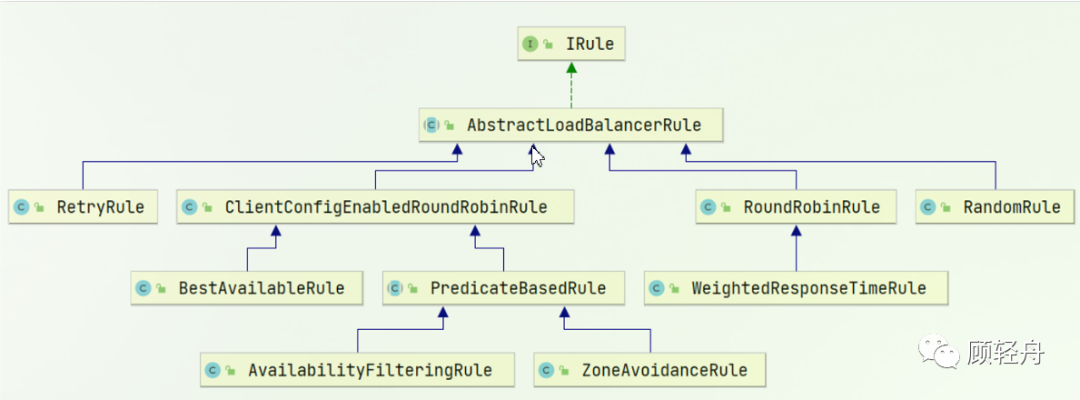 IRule
AbstractLoadBalancerRule
RetryRule
ClientConfigEnabledRoundRobinRule
RoundRobinRule
RandomRule
BestAvailableRule
PredicateBasedRule
WeightedResponseTimeRule
AvailabilityFilteringRule
ZoneAvoidanceRule
顾轻舟